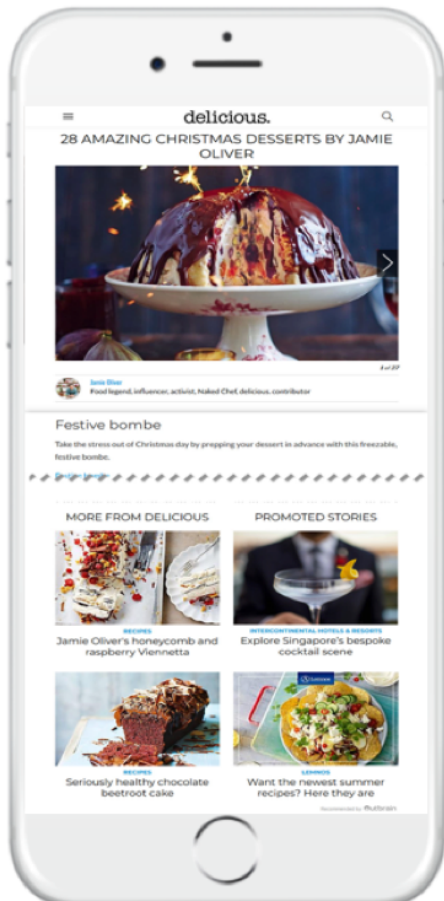 delicious.
28 AMAZING CHRISTMAS DESSERTS BY JAMIE
OLIVER
Jamie Oliver
Food legend, influencer, activist, Naked Chef, delicious. contributor
Festive bombe
Take the stress out of Christmas day by prepping your dessert in advance with this freezable,
festive bombe.
MORE FROM DELICIOUS
RECIPES
Jamie Oliver's honeycomb and
raspberry Viennetta
RECIPES
Seriously healthy chocolate
beetroot cake
PROMOTED STORIES
INTERCONTINENTAL HOTELS & RESORTS
Explore Singapore's bespoke
cocktail scene
LEMNOS
Want the newest summer
recipes? Here they are
Recommended by Outbrain